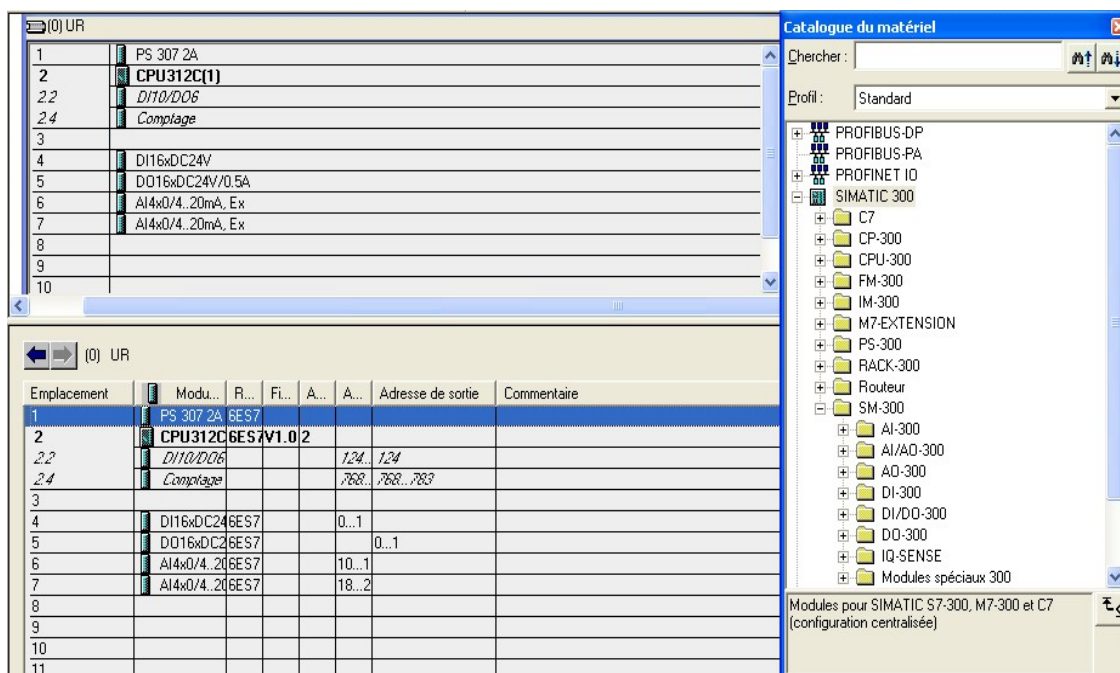 (0) UR
1 PS 307 2A
2 CPU312C(1)
2.2 DI10/DO6
2.4 Comptage
3
4 DI16xDC24V
5 DO16xDC24V/0.5A
6 AI4x0/4..20mA, Ex
7 AI4x0/4..20mA, Ex
8
9
10
(0) UR
Emplacement Modu... R... Fi... A... A... Adresse de sortie Commentaire
1 PS 307 2A 6ES7
2 CPU312C 6ES7 V1.0 2
2.2 DI10/DO6 124... 124
2.4 Comptage 768... 768...783
3
4 DI16xDC24 6ES7 0...1
5 DO16xDC2 6ES7 0...1
6 AI4x0/4..20 6ES7 10...1
7 AI4x0/4..20 6ES7 18...2
8
9
10
11
Catalogue du matériel
Chercher :
Profil : Standard
PROFIBUS-DP
PROFIBUS-PA
PROFINET IO
SIMATIC 300
C7
CP-300
CPU-300
FM-300
IM-300
M7-EXTENSION
PS-300
RACK-300
Routeur
SM-300
AI-300
AI/AO-300
AO-300
DI-300
DI/DO-300
DO-300
IQ-SENSE
Modules spéciaux 300
Modules pour SIMATIC S7-300, M7-300 et C7
(configuration centralisée)